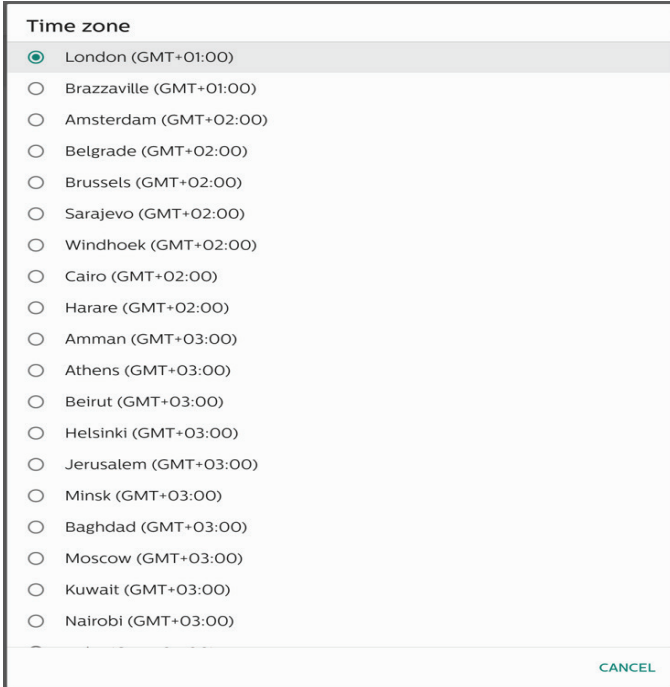 Time zone
London (GMT+01:00)
Brazzaville (GMT+01:00)
Amsterdam (GMT+02:00)
Belgrade (GMT+02:00)
Brussels (GMT+02:00)
Sarajevo (GMT+02:00)
Windhoek (GMT+02:00)
Cairo (GMT+02:00)
Harare (GMT+02:00)
Amman (GMT+03:00)
Athens (GMT+03:00)
Beirut (GMT+03:00)
Helsinki (GMT+03:00)
Jerusalem (GMT+03:00)
Minsk (GMT+03:00)
Baghdad (GMT+03:00)
Moscow (GMT+03:00)
Kuwait (GMT+03:00)
Nairobi (GMT+03:00)
CANCEL